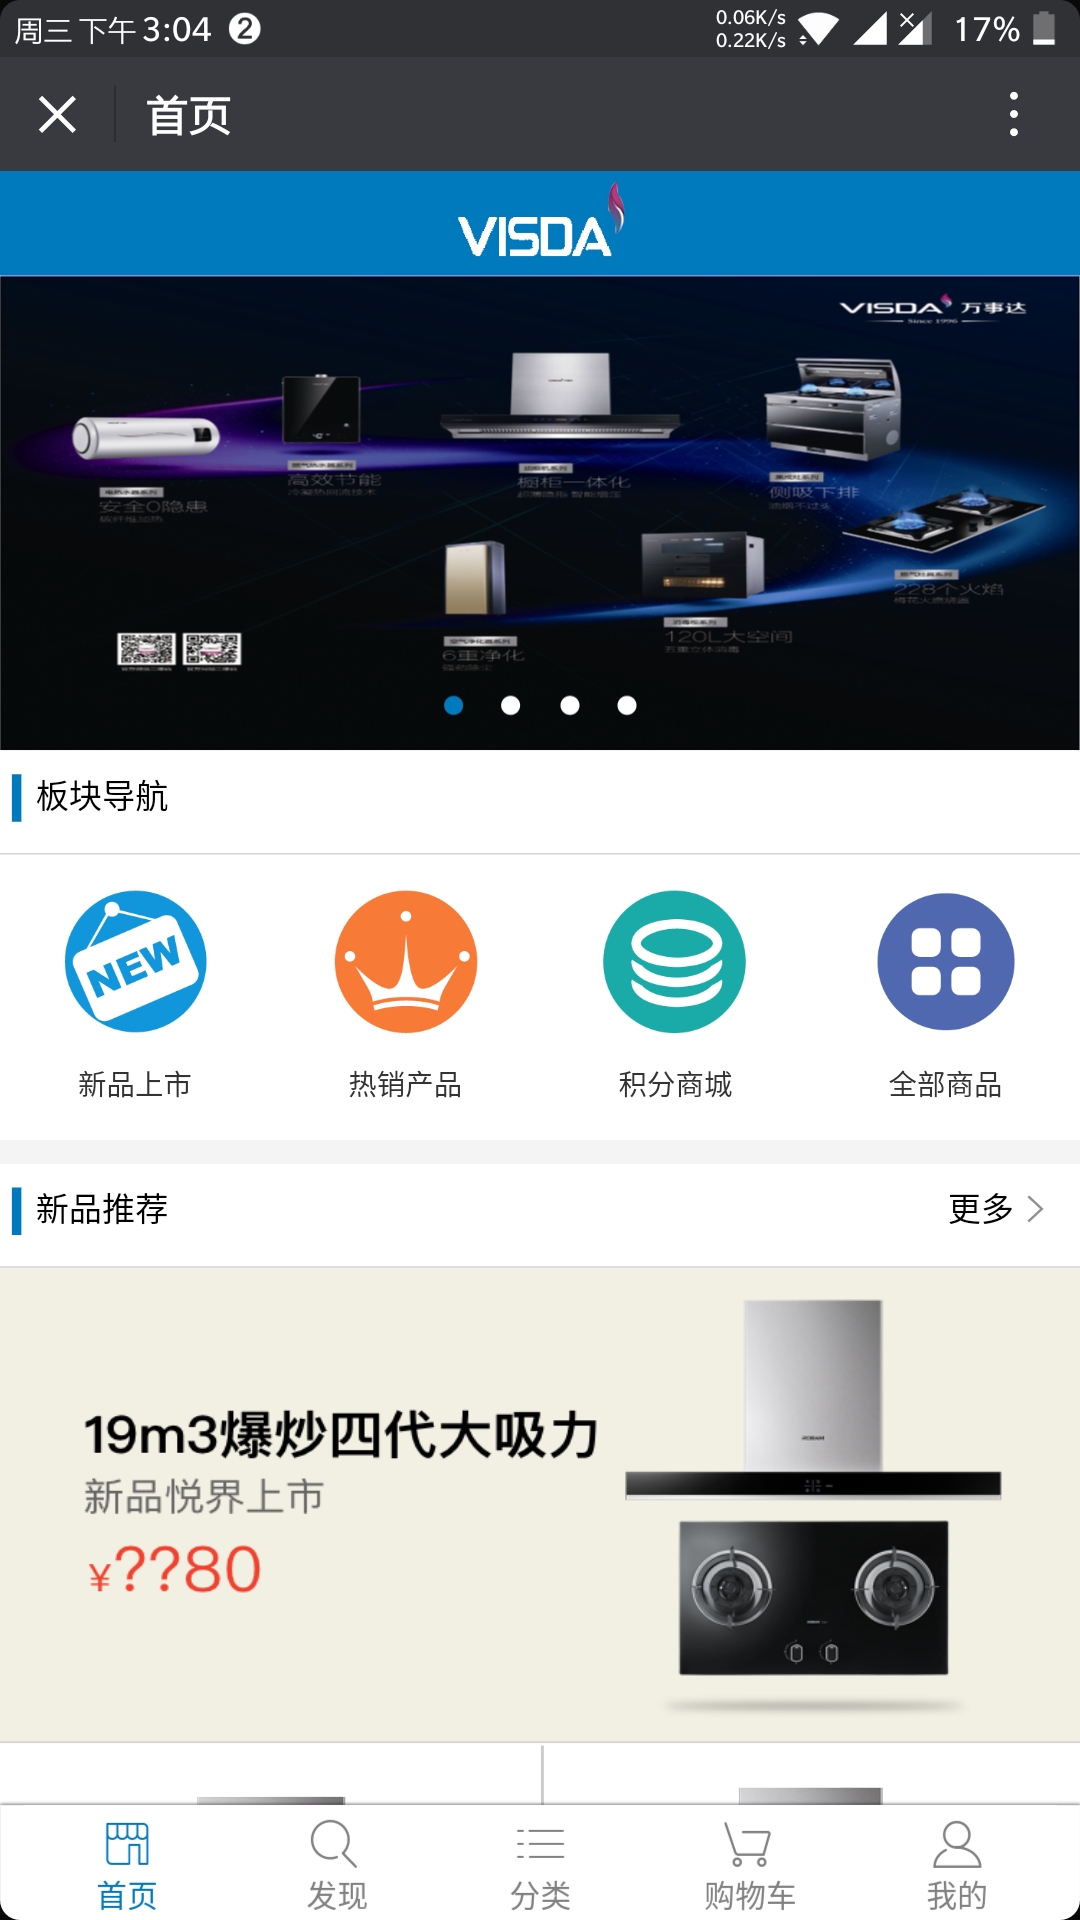 周三 下午 3:04 2
0.06K/s
0.22K/s
17%
首页
VISDA
VISDA 万事达
Since 1996
高效节能
安全0隐患
橱柜一体化
侧吸下排
228个火焰
6重净化
120L大空间
板块导航
NEW
新品上市
热销产品
积分商城
全部商品
新品推荐
更多
19m3爆炒四代大吸力
新品悦界上市
¥??80
首页
发现
分类
购物车
我的